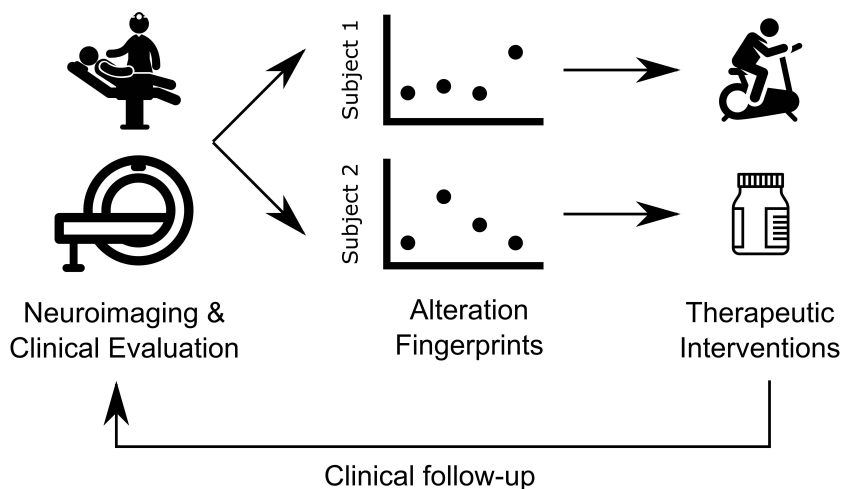 Subject 1
Subject 2
Neuroimaging &
Clinical Evaluation
Alteration
Fingerprints
Therapeutic
Interventions
Clinical follow-up